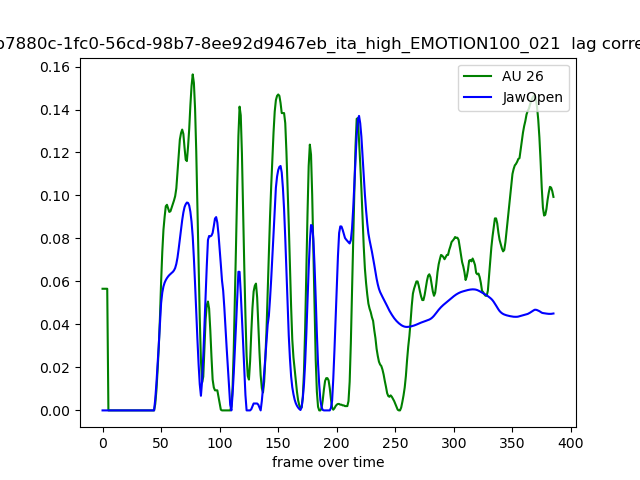 b7880c-1fc0-56cd-98b7-8ee92d9467eb_ita_high_EMOTION100_021 lag corre
AU 26
JawOpen
0.16
0.14
0.12
0.10
0.08
0.06
0.04
0.02
0.00
0 50 100 150 200 250 300 350 400
frame over time